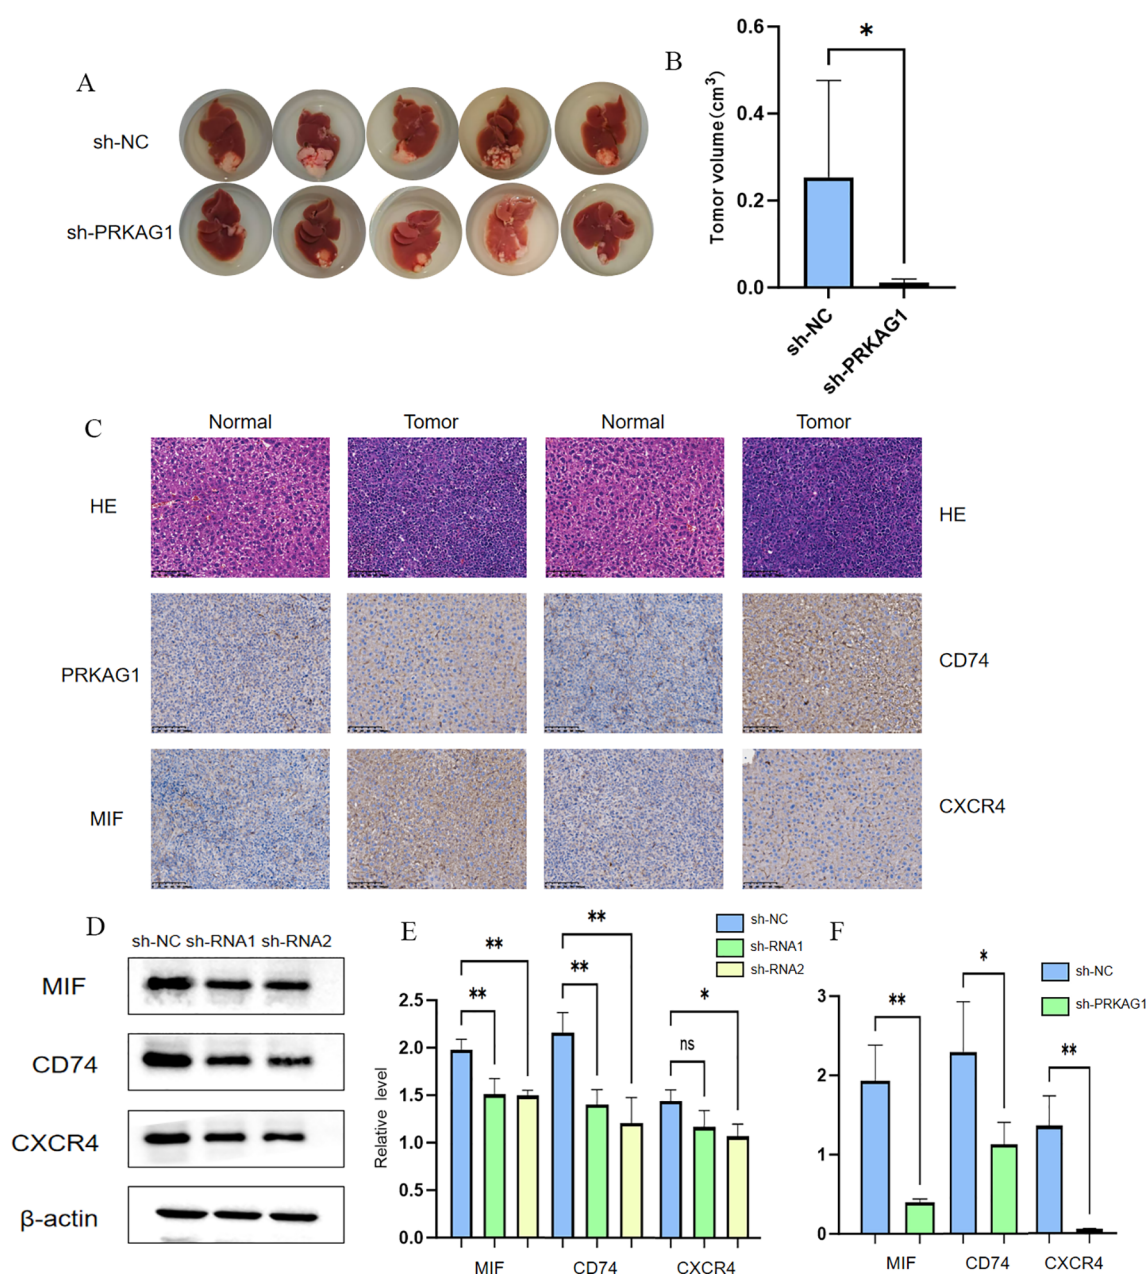 A
sh-NC
sh-PRKAG1
B
Tomor volume(cm³)
0.6
0.4
0.2
0.0
*
sh-NC
sh-PRKAG1
C
Normal
Tomor
Normal
Tomor
HE
HE
PRKAG1
CD74
MIF
CXCR4
D
sh-NC sh-RNA1 sh-RNA2
MIF
CD74
CXCR4
β-actin
E
sh-NC
sh-RNA1
sh-RNA2
Relative level
2.5
2.0
1.5
1.0
0.5
0.0
**
**
**
**
*
ns
MIF
CD74
CXCR4
F
sh-NC
sh-PRKAG1
3
2
1
0
**
*
**
MIF
CD74
CXCR4